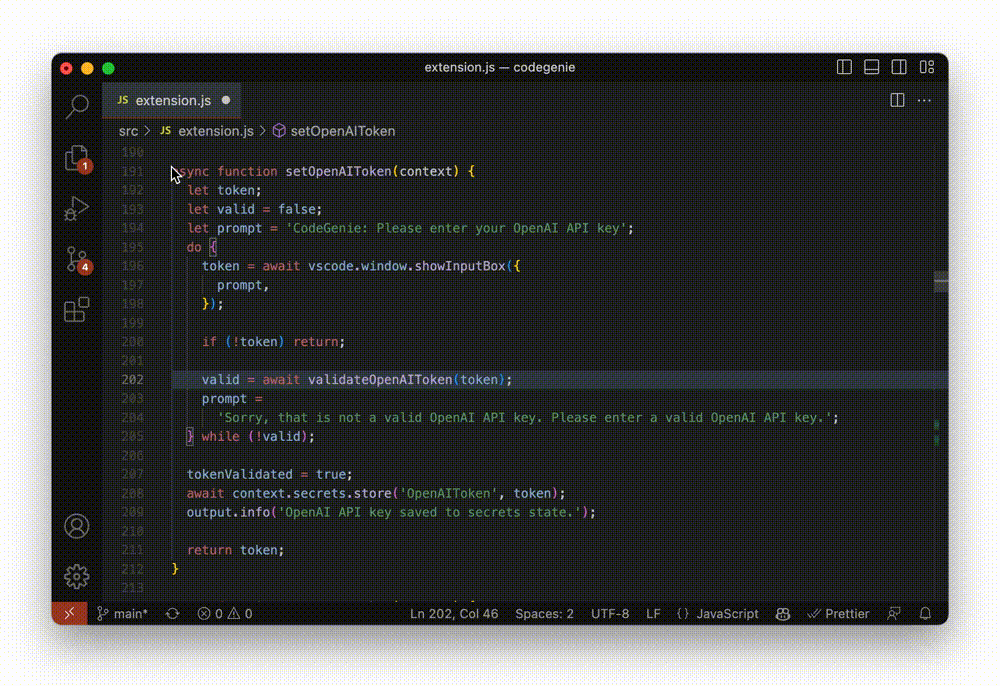 extension.js — codegenie
JS extension.js
src > JS extension.js > setOpenAIToken
190
191 async function setOpenAIToken(context) {
192 let token;
193 let valid = false;
194 let prompt = 'CodeGenie: Please enter your OpenAI API key';
195 do {
196 token = await vscode.window.showInputBox({
197 prompt,
198 });
199
200 if (!token) return;
201
202 valid = await validateOpenAIToken(token);
203 prompt =
204 'Sorry, that is not a valid OpenAI API key. Please enter a valid OpenAI API key.';
205 } while (!valid);
206
207 tokenValidated = true;
208 await context.secrets.store('OpenAIToken', token);
209 output.info('OpenAI API key saved to secrets state.');
210
211 return token;
212 }
213
1
4
main* 0 0 Ln 202, Col 46 Spaces: 2 UTF-8 LF {} JavaScript Prettier